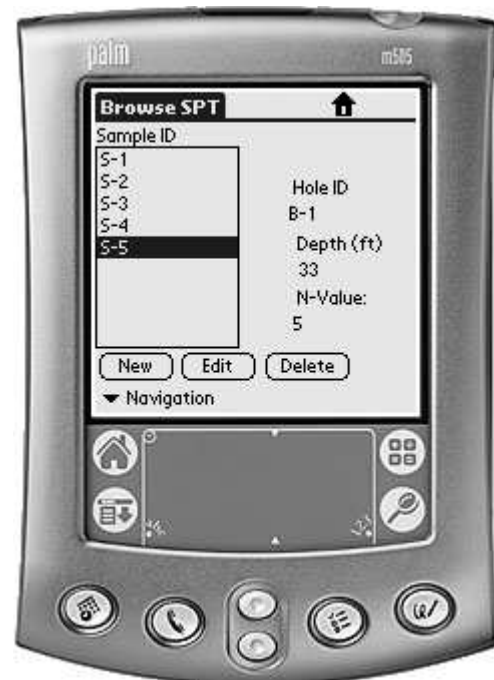 palm
m505
Browse SPT
Sample ID
S-1
S-2
S-3
S-4
S-5
Hole ID
B-1
Depth (ft)
33
N-Value:
5
New
Edit
Delete
Navigation